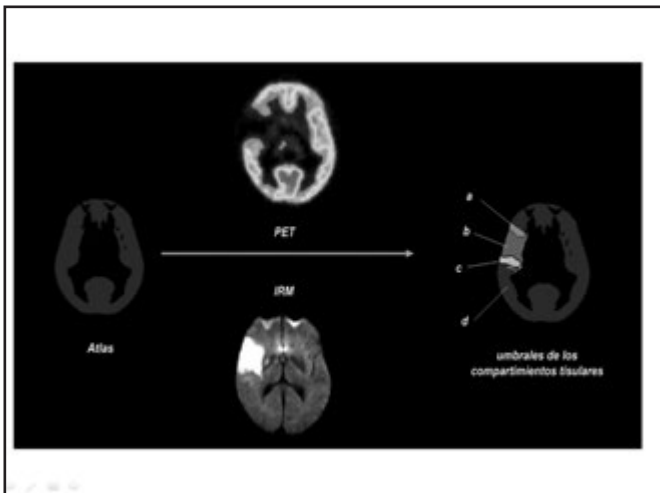 PET
IRM
Atlas
a
b
c
d
umbrales de los
compartimientos tisulares